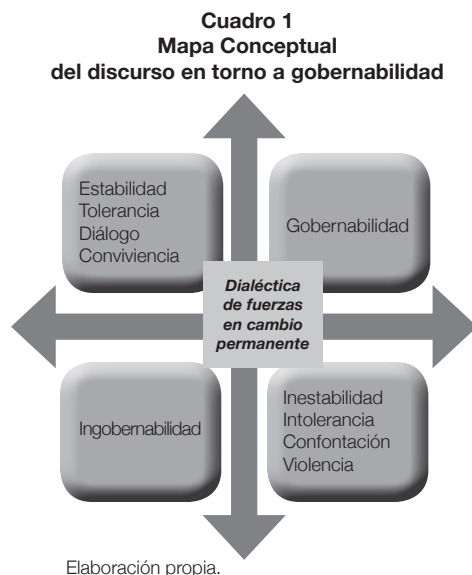 Cuadro 1
Mapa Conceptual
del discurso en torno a gobernabilidad
Estabilidad
Tolerancia
Diálogo
Conviviencia
Gobernabilidad
Dialéctica
de fuerzas
en cambio
permanente
Ingobernabilidad
Inestabilidad
Intolerancia
Confontación
Violencia
Elaboración propia.